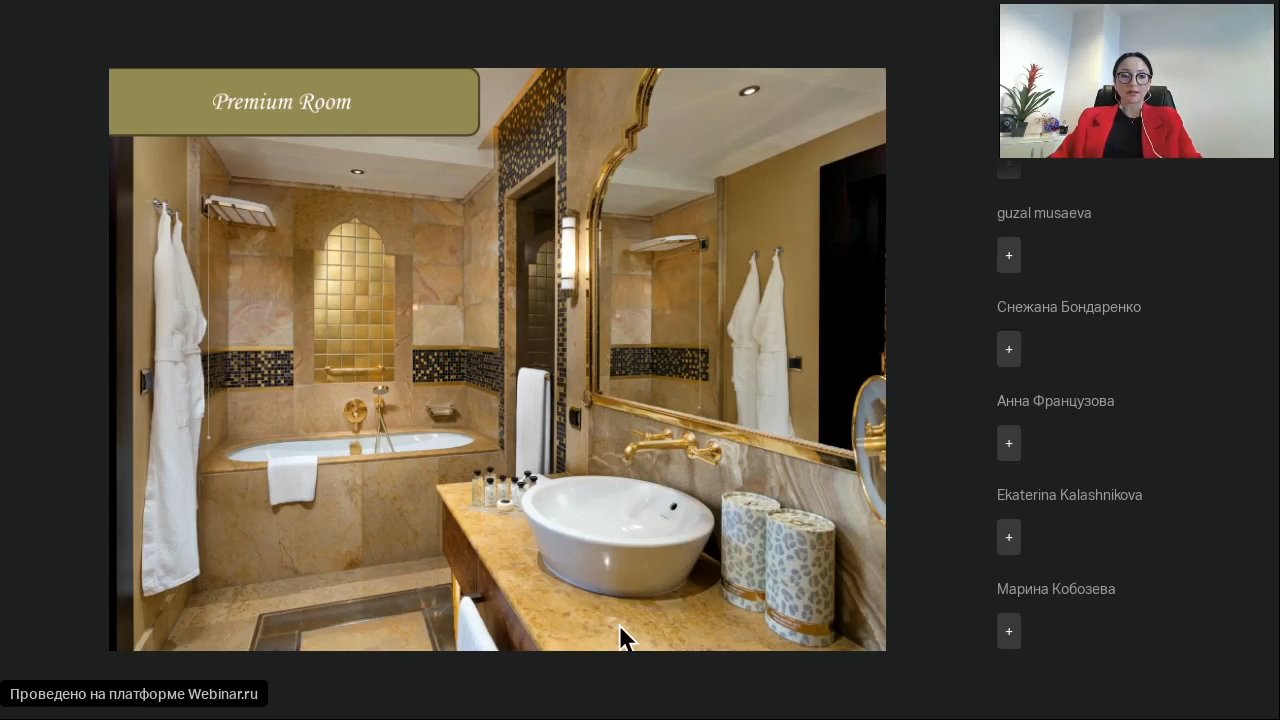 Premium Room
guzal musaeva
+
Снежана Бондаренко
+
Анна Французова
+
Ekaterina Kalashnikova
+
Марина Кобозева
+
Проведено на платформе Webinar.ru